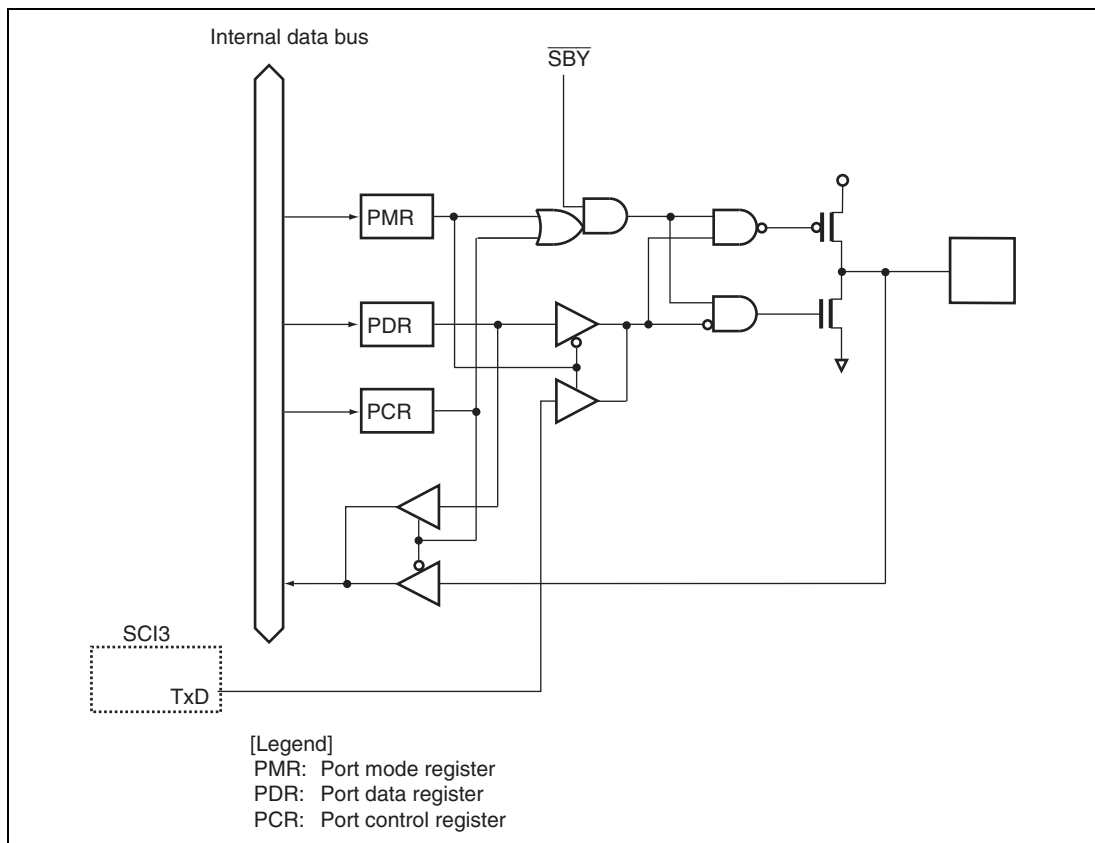 Internal data bus
S̅B̅Y̅
PMR
PDR
PCR
SCI3
TxD
[Legend]
PMR: Port mode register
PDR: Port data register
PCR: Port control register